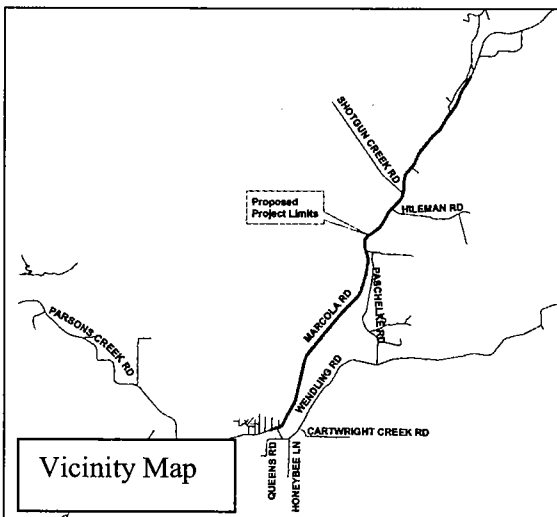 SHOTGUN CREEK RD
Proposed
Project Limits
HILEMAN RD
PASCHELKE RD
MARCOLA RD
PARSONS CREEK RD
WENDLING RD
CARTWRIGHT CREEK RD
QUEENS RD
HONEYBEE LN
Vicinity Map